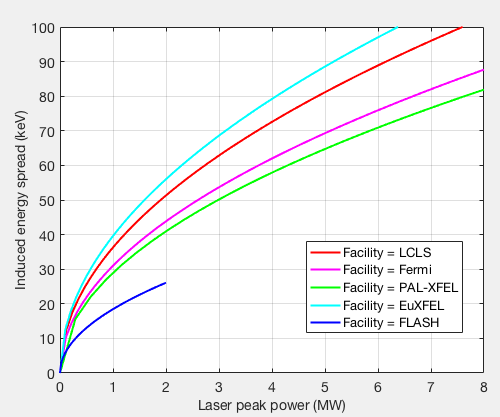 100
90
80
70
60
50
40
30
20
10
0
Induced energy spread (keV)
Facility = LCLS
Facility = Fermi
Facility = PAL-XFEL
Facility = EuXFEL
Facility = FLASH
0 1 2 3 4 5 6 7 8
Laser peak power (MW)